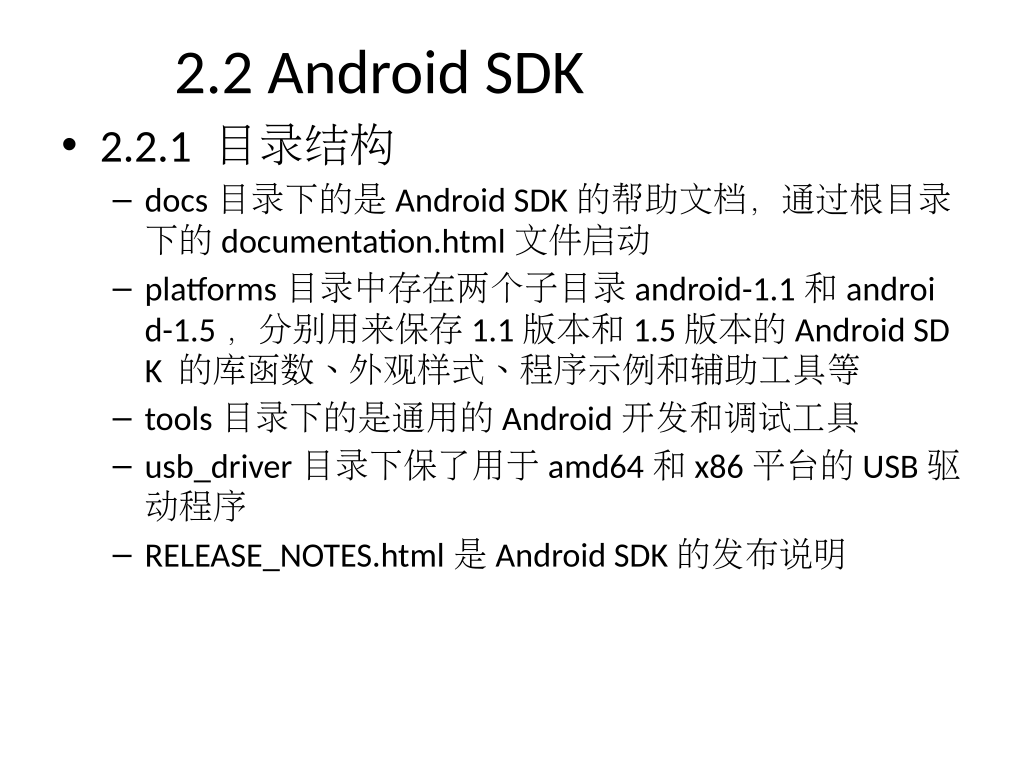 2.2 Android SDK
• 2.2.1 目录结构
– docs 目录下的是 Android SDK 的帮助文档，通过根目录
下的 documentation.html 文件启动
– platforms 目录中存在两个子目录 android-1.1 和 androi
d-1.5 ，分别用来保存 1.1 版本和 1.5 版本的 Android SD
K 的库函数、外观样式、程序示例和辅助工具等
– tools 目录下的是通用的 Android 开发和调试工具
– usb_driver 目录下保了用于 amd64 和 x86 平台的 USB 驱
动程序
– RELEASE_NOTES.html 是 Android SDK 的发布说明